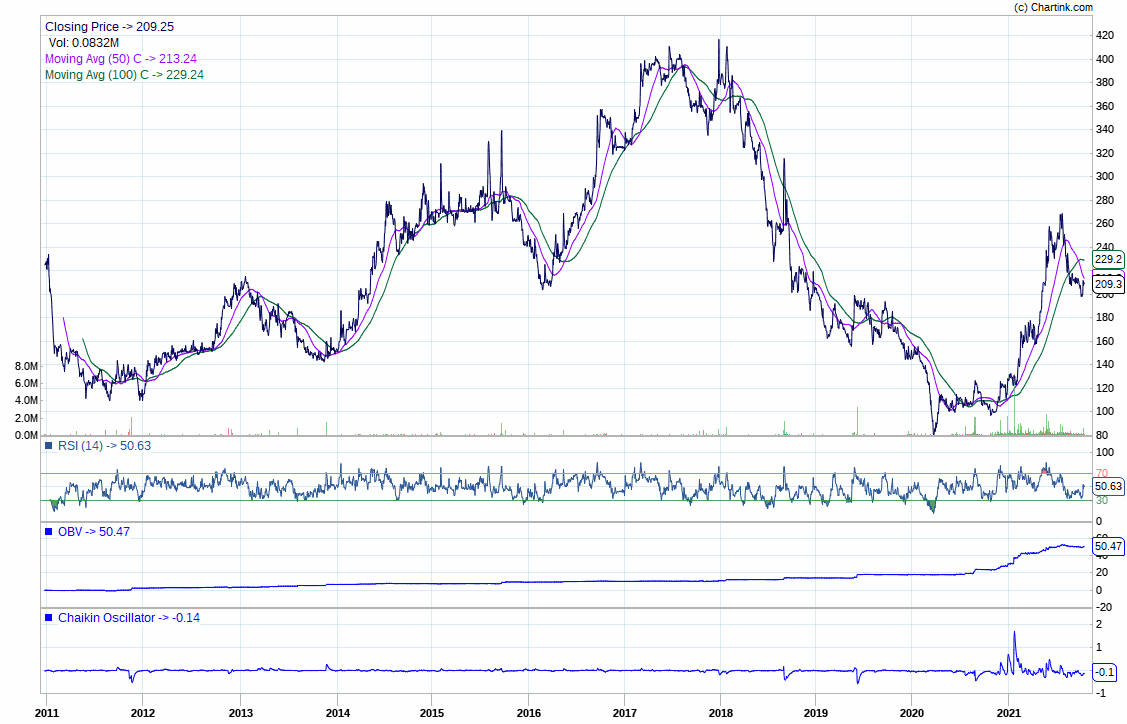 (c) Chartink.com
Closing Price -> 209.25
Vol: 0.0832M
Moving Avg (50) C -> 213.24
Moving Avg (100) C -> 229.24
420
400
380
360
340
320
300
280
260
240
229.2
209.3
200
180
160
140
120
100
80
8.0M
6.0M
4.0M
2.0M
0.0M
RSI (14) -> 50.63
100
70
50.63
30
0
OBV -> 50.47
60
50.47
40
20
0
-20
Chaikin Oscillator -> -0.14
2
1
-0.1
-1
2011 2012 2013 2014 2015 2016 2017 2018 2019 2020 2021